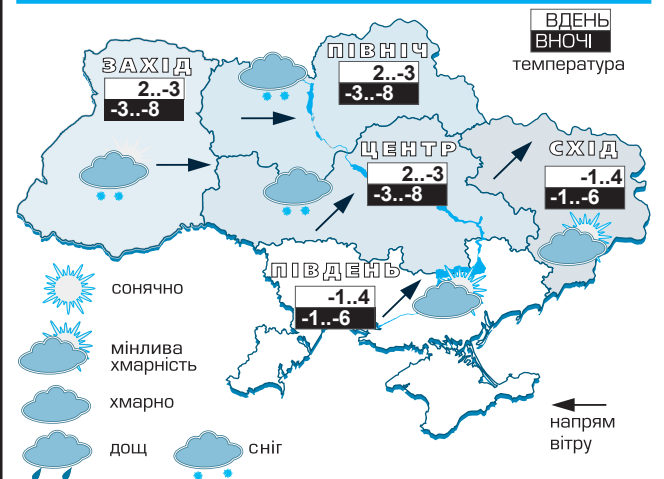 ВДЕНЬ
ВНОЧІ
температура
ПІВНІЧ
2..-3
-3..-8
ЗАХІД
2..-3
-3..-8
ЦЕНТР
2..-3
-3..-8
СХІД
-1..4
-1..-6
ПІВДЕНЬ
-1..4
-1..-6
сонячно
мінлива
хмарність
хмарно
дощ
сніг
напрям
вітру